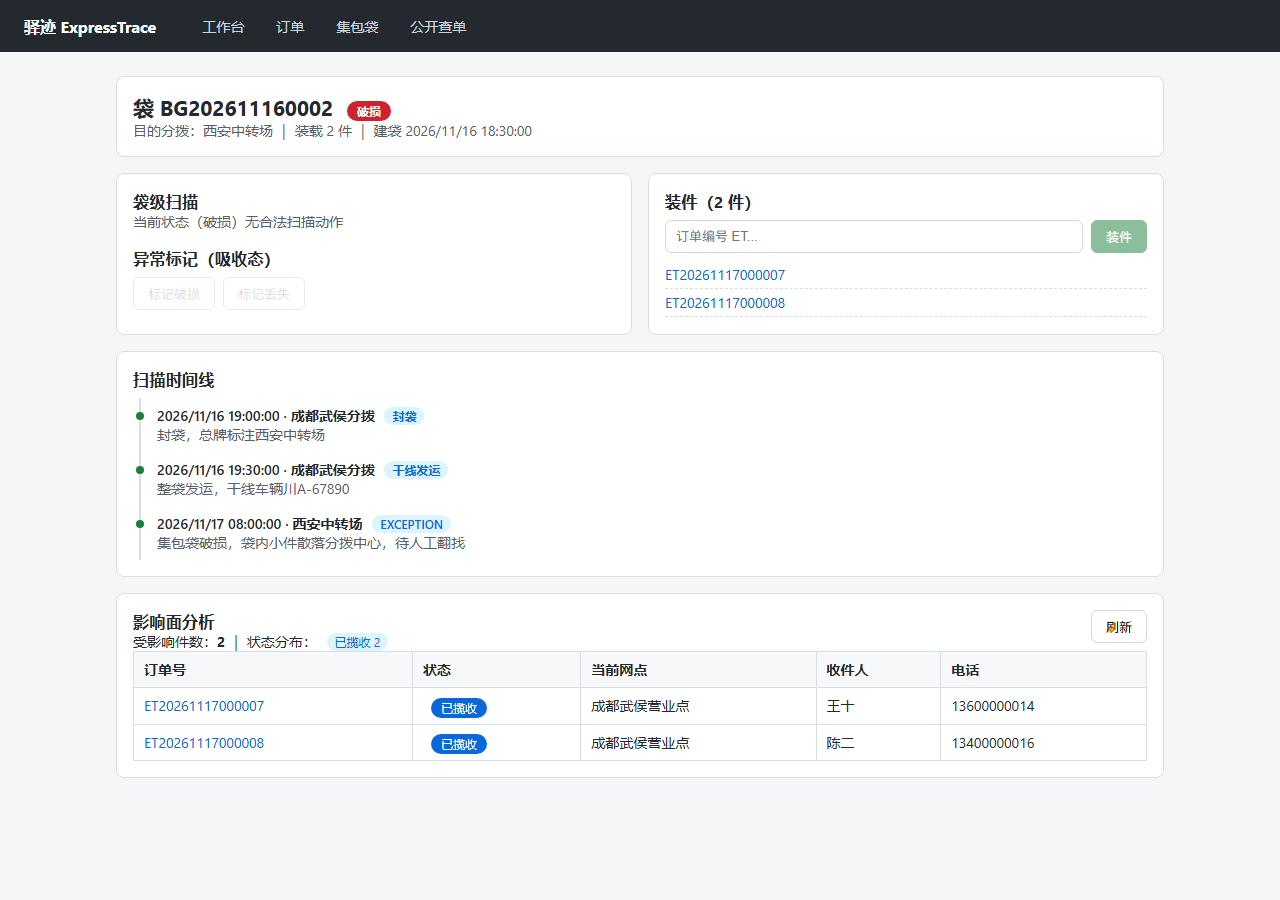 驿迹 ExpressTrace 工作台 订单 集包袋 公开查单
袋 BG202611160002 破损
目的分拨：西安中转场 ｜ 装载 2 件 ｜ 建袋 2026/11/16 18:30:00
袋级扫描
当前状态（破损）无合法扫描动作
异常标记（吸收态）
标记破损 标记丢失
装件（2 件）
订单编号 ET... 装件
ET20261117000007
ET20261117000008
扫描时间线
2026/11/16 19:00:00 · 成都武侯分拨 封袋
封袋，总牌标注西安中转场
2026/11/16 19:30:00 · 成都武侯分拨 干线发运
整袋发运，干线车辆川A-67890
2026/11/17 08:00:00 · 西安中转场 EXCEPTION
集包袋破损，袋内小件散落分拨中心，待人工翻找
影响面分析 刷新
受影响件数：2 ｜ 状态分布： 已揽收 2
订单号 状态 当前网点 收件人 电话
ET20261117000007 已揽收 成都武侯营业点 王十 13600000014
ET20261117000008 已揽收 成都武侯营业点 陈二 13400000016